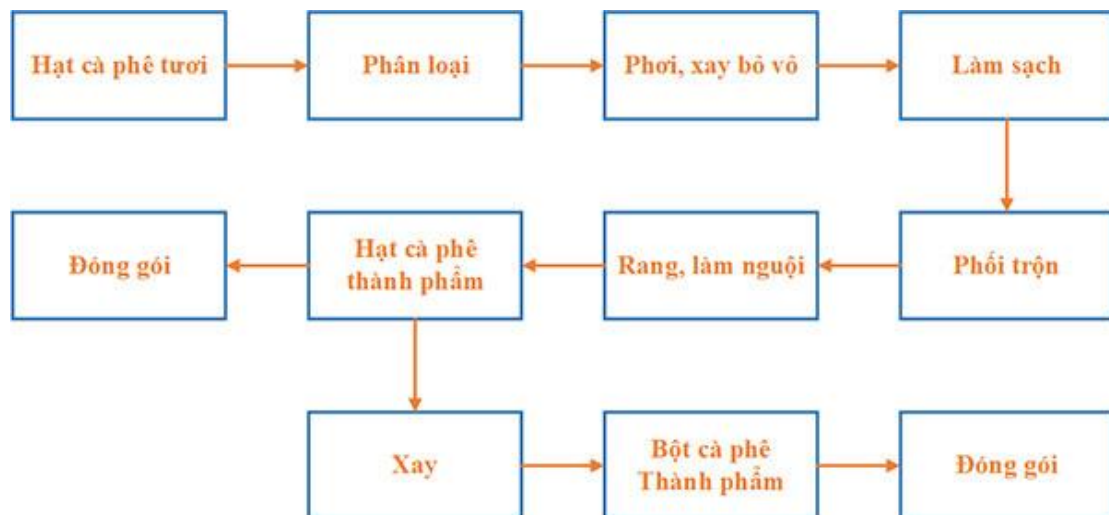 Hạt cà phê tươi
Phân loại
Phơi, xay bỏ vỏ
Làm sạch
Đóng gói
Hạt cà phê
thành phẩm
Rang, làm nguội
Phối trộn
Xay
Bột cà phê
Thành phẩm
Đóng gói